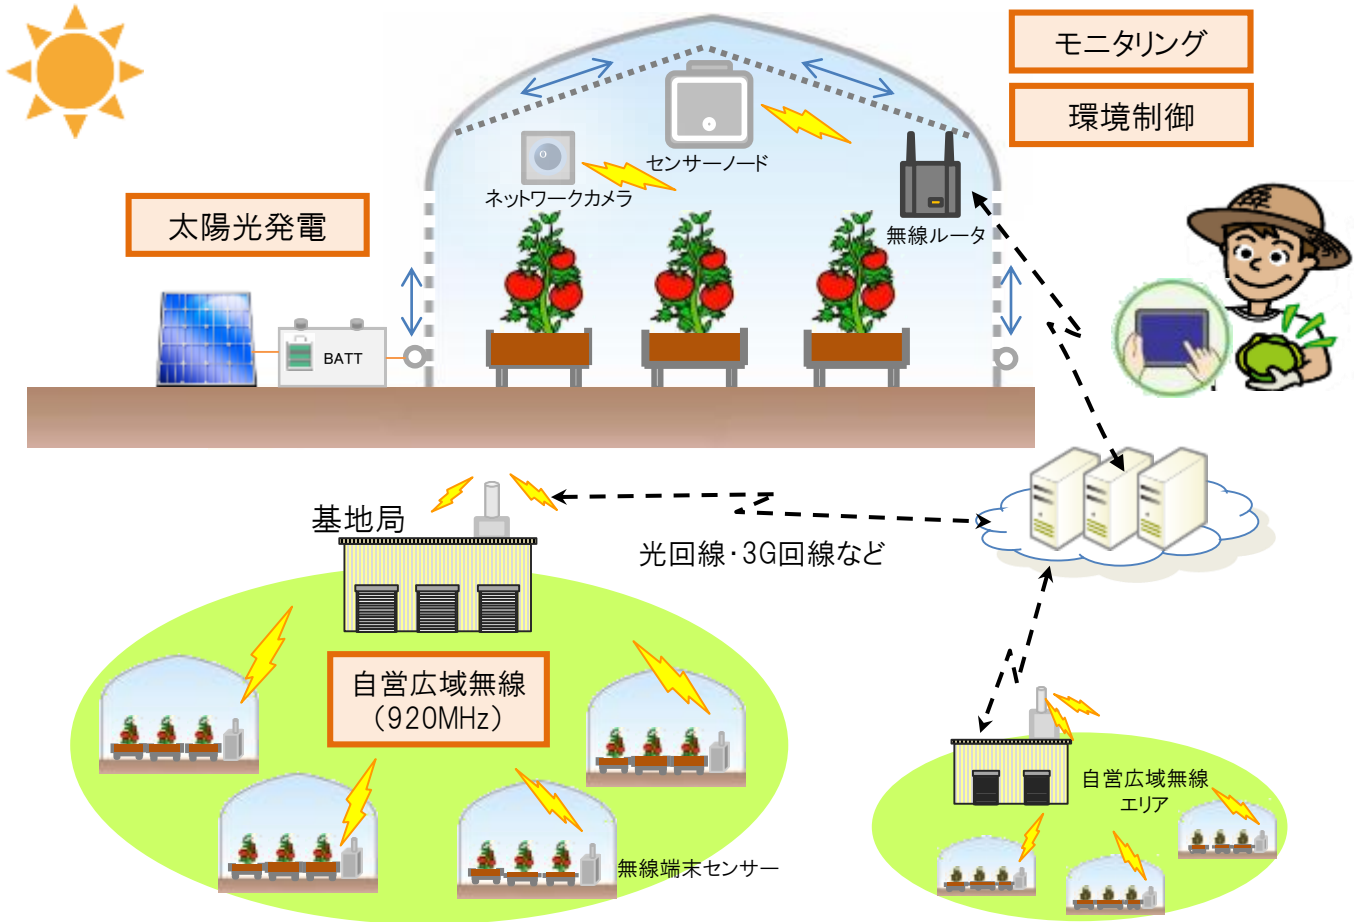 モニタリング
環境制御
センサーノード
ネットワークカメラ
無線ルータ
太陽光発電
BATT
基地局
光回線・3G回線など
自営広域無線
（920MHz）
自営広域無線
エリア
無線端末センサー